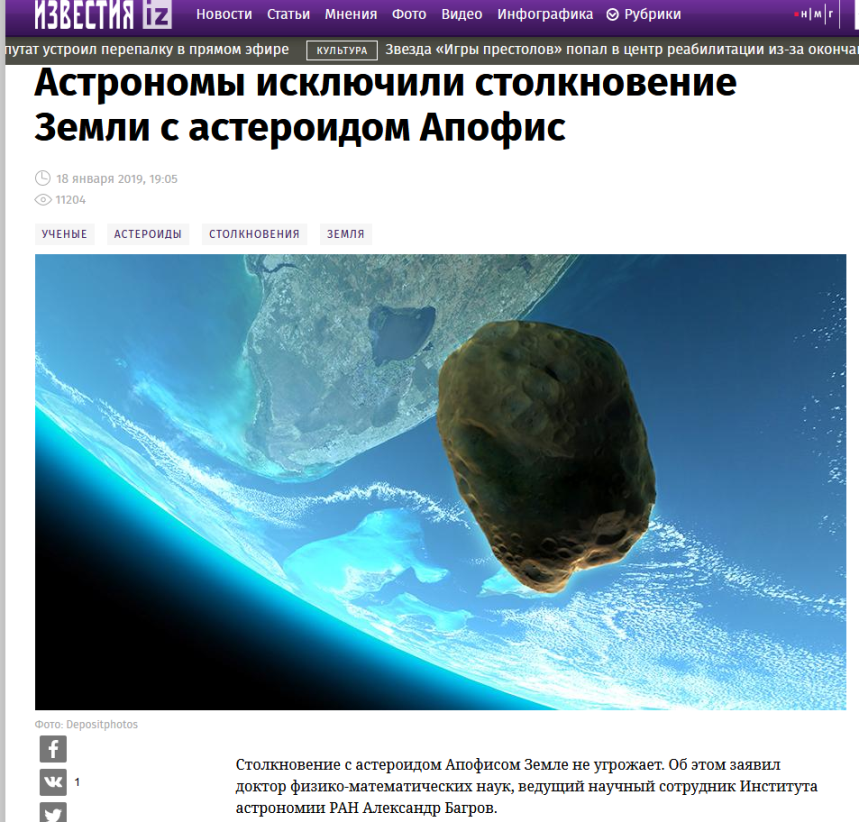 ИЗВЕСТИЯ iz Новости Статьи Мнения Фото Видео Инфографика Рубрики н|м|г
путат устроил перепалку в прямом эфире КУЛЬТУРА Звезда «Игры престолов» попал в центр реабилитации из-за оконча
Астрономы исключили столкновение
Земли с астероидом Апофис
18 января 2019, 19:05
11204
УЧЕНЫЕ АСТЕРОИДЫ СТОЛКНОВЕНИЯ ЗЕМЛЯ
Фото: Depositphotos
1
Столкновение с астероидом Апофисом Земле не угрожает. Об этом заявил
доктор физико-математических наук, ведущий научный сотрудник Института
астрономии РАН Александр Багров.